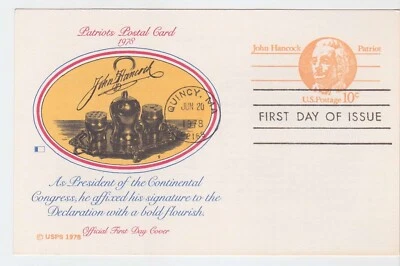 Patriots Postal Card
1978
John Hancock
QUINCY, MA
JUN 20
1978
As President of the Continental
Congress, he affixed his signature to the
Declaration with a bold flourish.
© USPS 1978
Official First Day Cover
John Hancock Patriot
U.S. Postage 10¢
FIRST DAY OF ISSUE